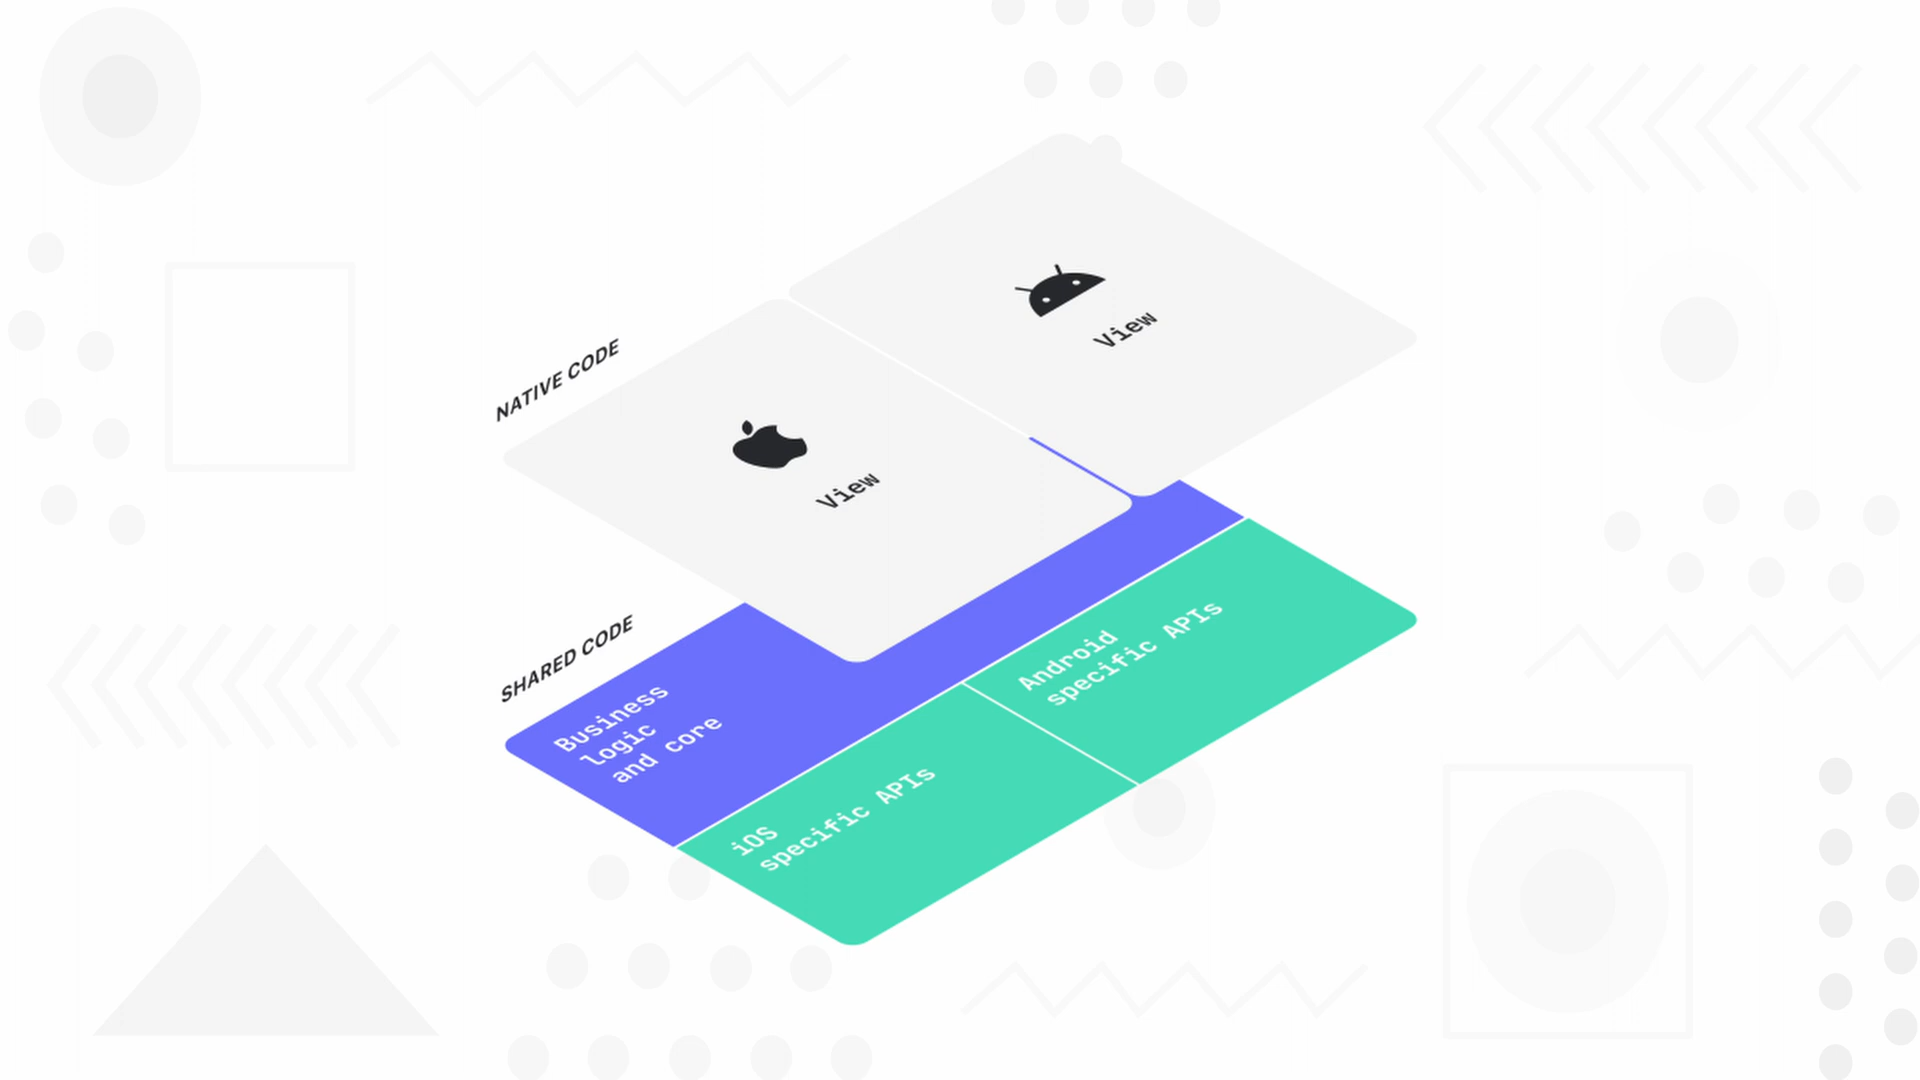 NATIVE CODE
View
View
SHARED CODE
Business
logic
and core
Android
specific APIs
iOS
specific APIs